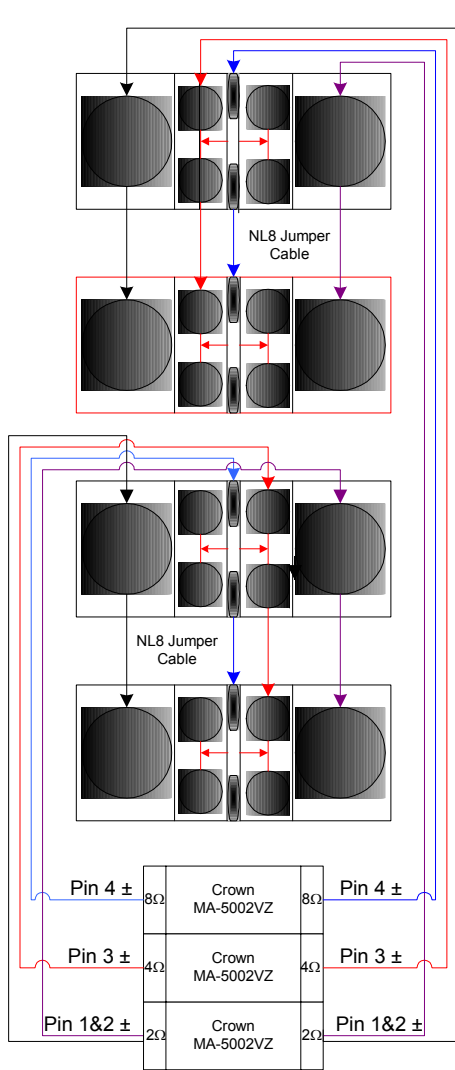 NL8 Jumper
Cable
NL8 Jumper
Cable
Pin 4 ±
8Ω
Crown
MA-5002VZ
8Ω
Pin 4 ±
Pin 3 ±
4Ω
Crown
MA-5002VZ
4Ω
Pin 3 ±
Pin 1&2 ±
2Ω
Crown
MA-5002VZ
2Ω
Pin 1&2 ±